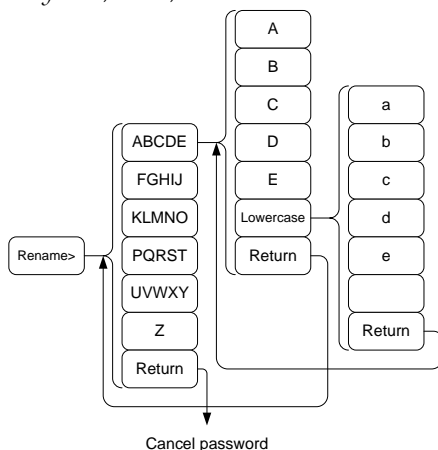 Rename>
ABCDE
FGHIJ
KLMNO
PQRST
UVWXY
Z
Return
A
B
C
D
E
Lowercase
Return
a
b
c
d
e
Return
Cancel password